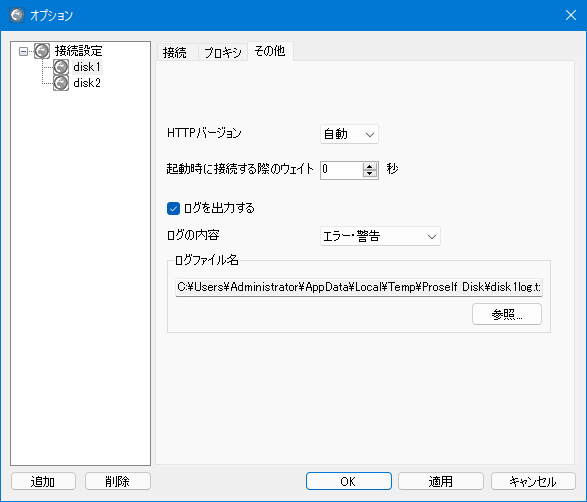 オプション
接続設定
disk1
disk2
接続 プロキシ その他
HTTPバージョン 自動
起動時に接続する際のウェイト 0 秒
ログを出力する
ログの内容 エラー・警告
ログファイル名
C:¥Users¥Administrator¥AppData¥Local¥Temp¥Proself Disk¥disk1log.t
参照...
追加 削除 OK 適用 キャンセル